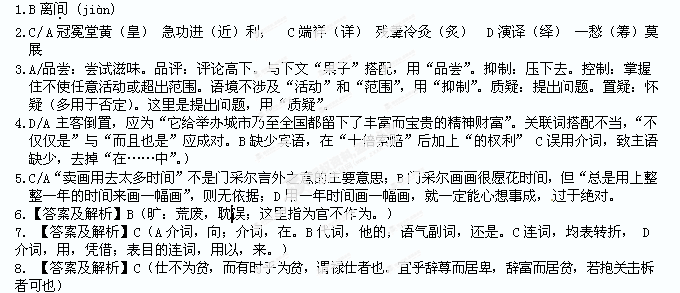 1.B 离间（jiàn）
2.C/A 冠冕堂黄（皇） 急功进（近）利； C端祥（详） 残羹冷灸（炙） D 演译（绎） 一愁（筹）莫
展
3.A/品尝：尝试滋味。品评：评论高下。与下文“果子”搭配，用“品尝”。抑制：压下去。控制：掌握
住不使任意活动或超出范围。语境不涉及“活动”和“范围”，用“抑制”。质疑：提出问题。置疑：怀
疑（多用于否定）。这里是提出问题，用“质疑”。
4.D/A 主客倒置，应为“它给举办城市乃至全国都留下了丰富而宝贵的精神财富”。关联词搭配不当，“不
仅仅是”与“而且也是”应成对。B缺少宾语，在“十倍索赔”后加上“的权利” C 误用介词，致主语
缺少，去掉“在……中”。）
5.C/A“卖画用去太多时间”不是门采尔言外之意的主要意思；B门采尔画画很愿花时间，但“总是用上整
整一年的时间来画一幅画”，则无依据；D 用一年时间画一幅画，就一定能心想事成，过于绝对。
6.【答案及解析】B（旷：荒废，耽误；这里指为官不作为。）
7. 【答案及解析】C（A介词，向；介词，在。B代词，他的，语气副词，还是。C连词，均表转折， D
介词，用，凭借；表目的连词，用以，来。）
8. 【答案及解析】C（仕不为贫，而有时乎为贫，谓禄仕者也。宜乎辞尊而居卑，辞富而居贫，若抱关击柝
者可也）